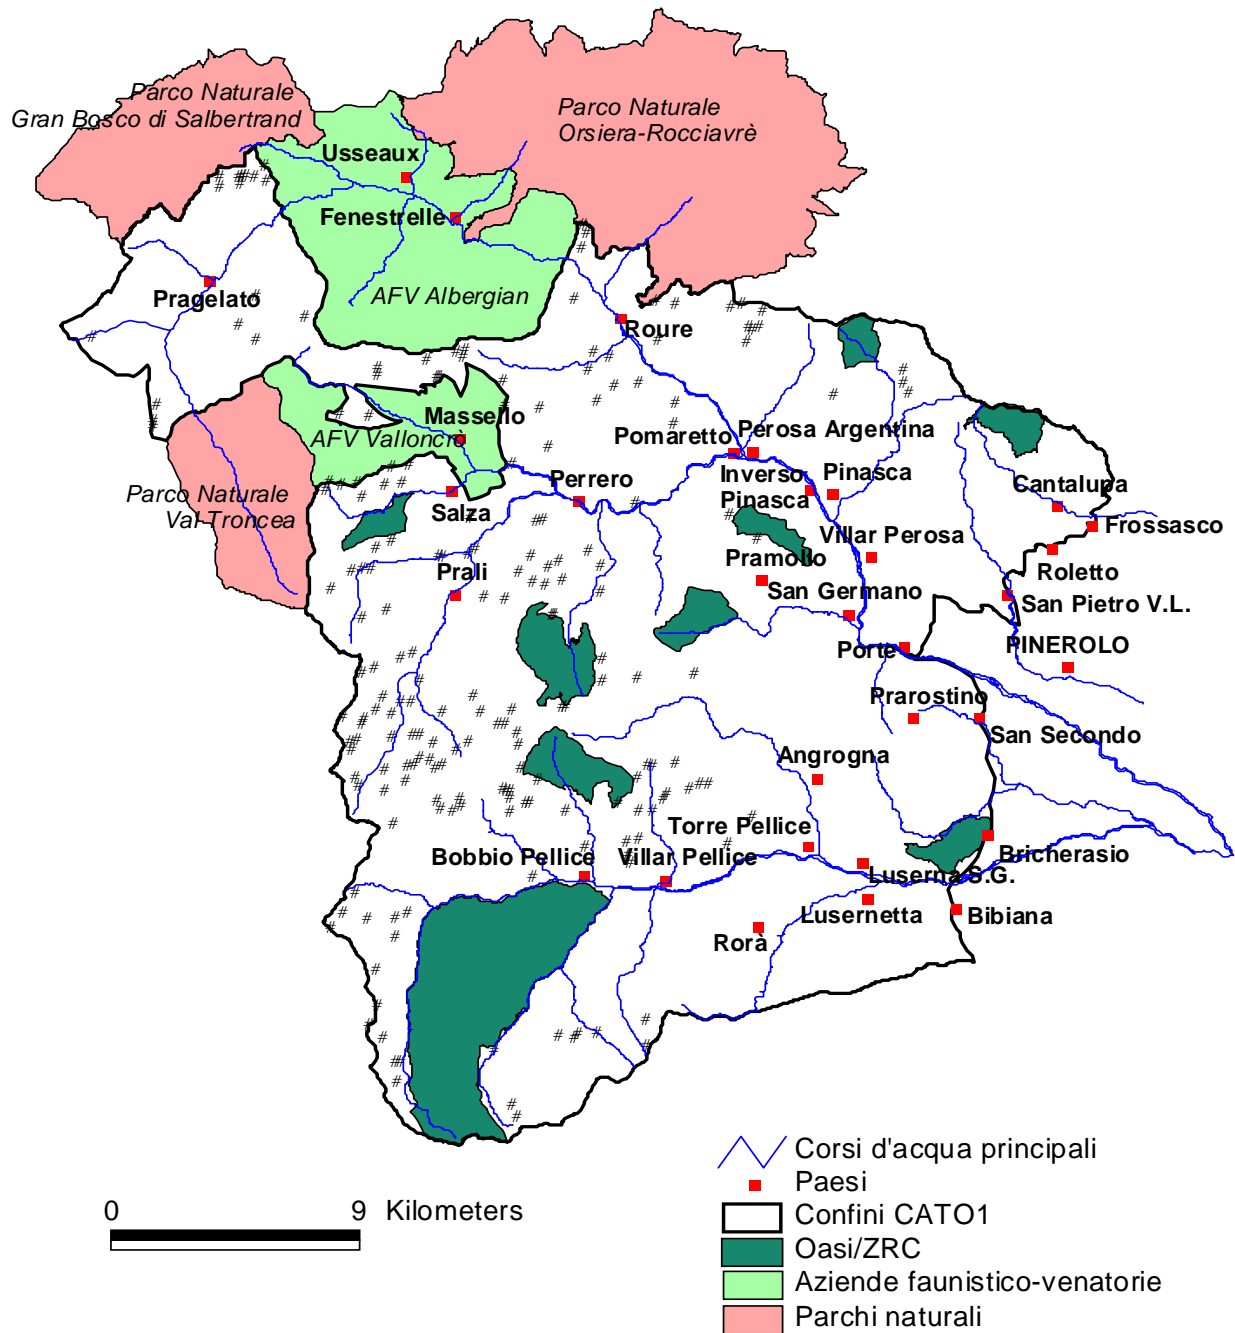 Parco Naturale
Gran Bosco di Salbertrand
Parco Naturale
Orsiera-Rocciavrè
Usseaux
Fenestrelle
AFV Albergian
Pragelato
Roure
Massello
AFV Valloncrò
Pomaretto
Perosa Argentina
Inverso
Pinasca
Pinasca
Perrero
Cantalupa
Parco Naturale
Val Troncea
Salza
Frossasco
Villar Perosa
Pramollo
Prali
Roletto
San Germano
San Pietro V.L.
Porte
PINEROLO
Prarostino
San Secondo
Angrogna
Torre Pellice
Bobbio Pellice
Villar Pellice
Bricherasio
Luserna S.G.
Lusernetta
Bibiana
Rorà
Corsi d'acqua principali
Paesi
Confini CATO1
Oasi/ZRC
Aziende faunistico-venatorie
Parchi naturali
0 9 Kilometers